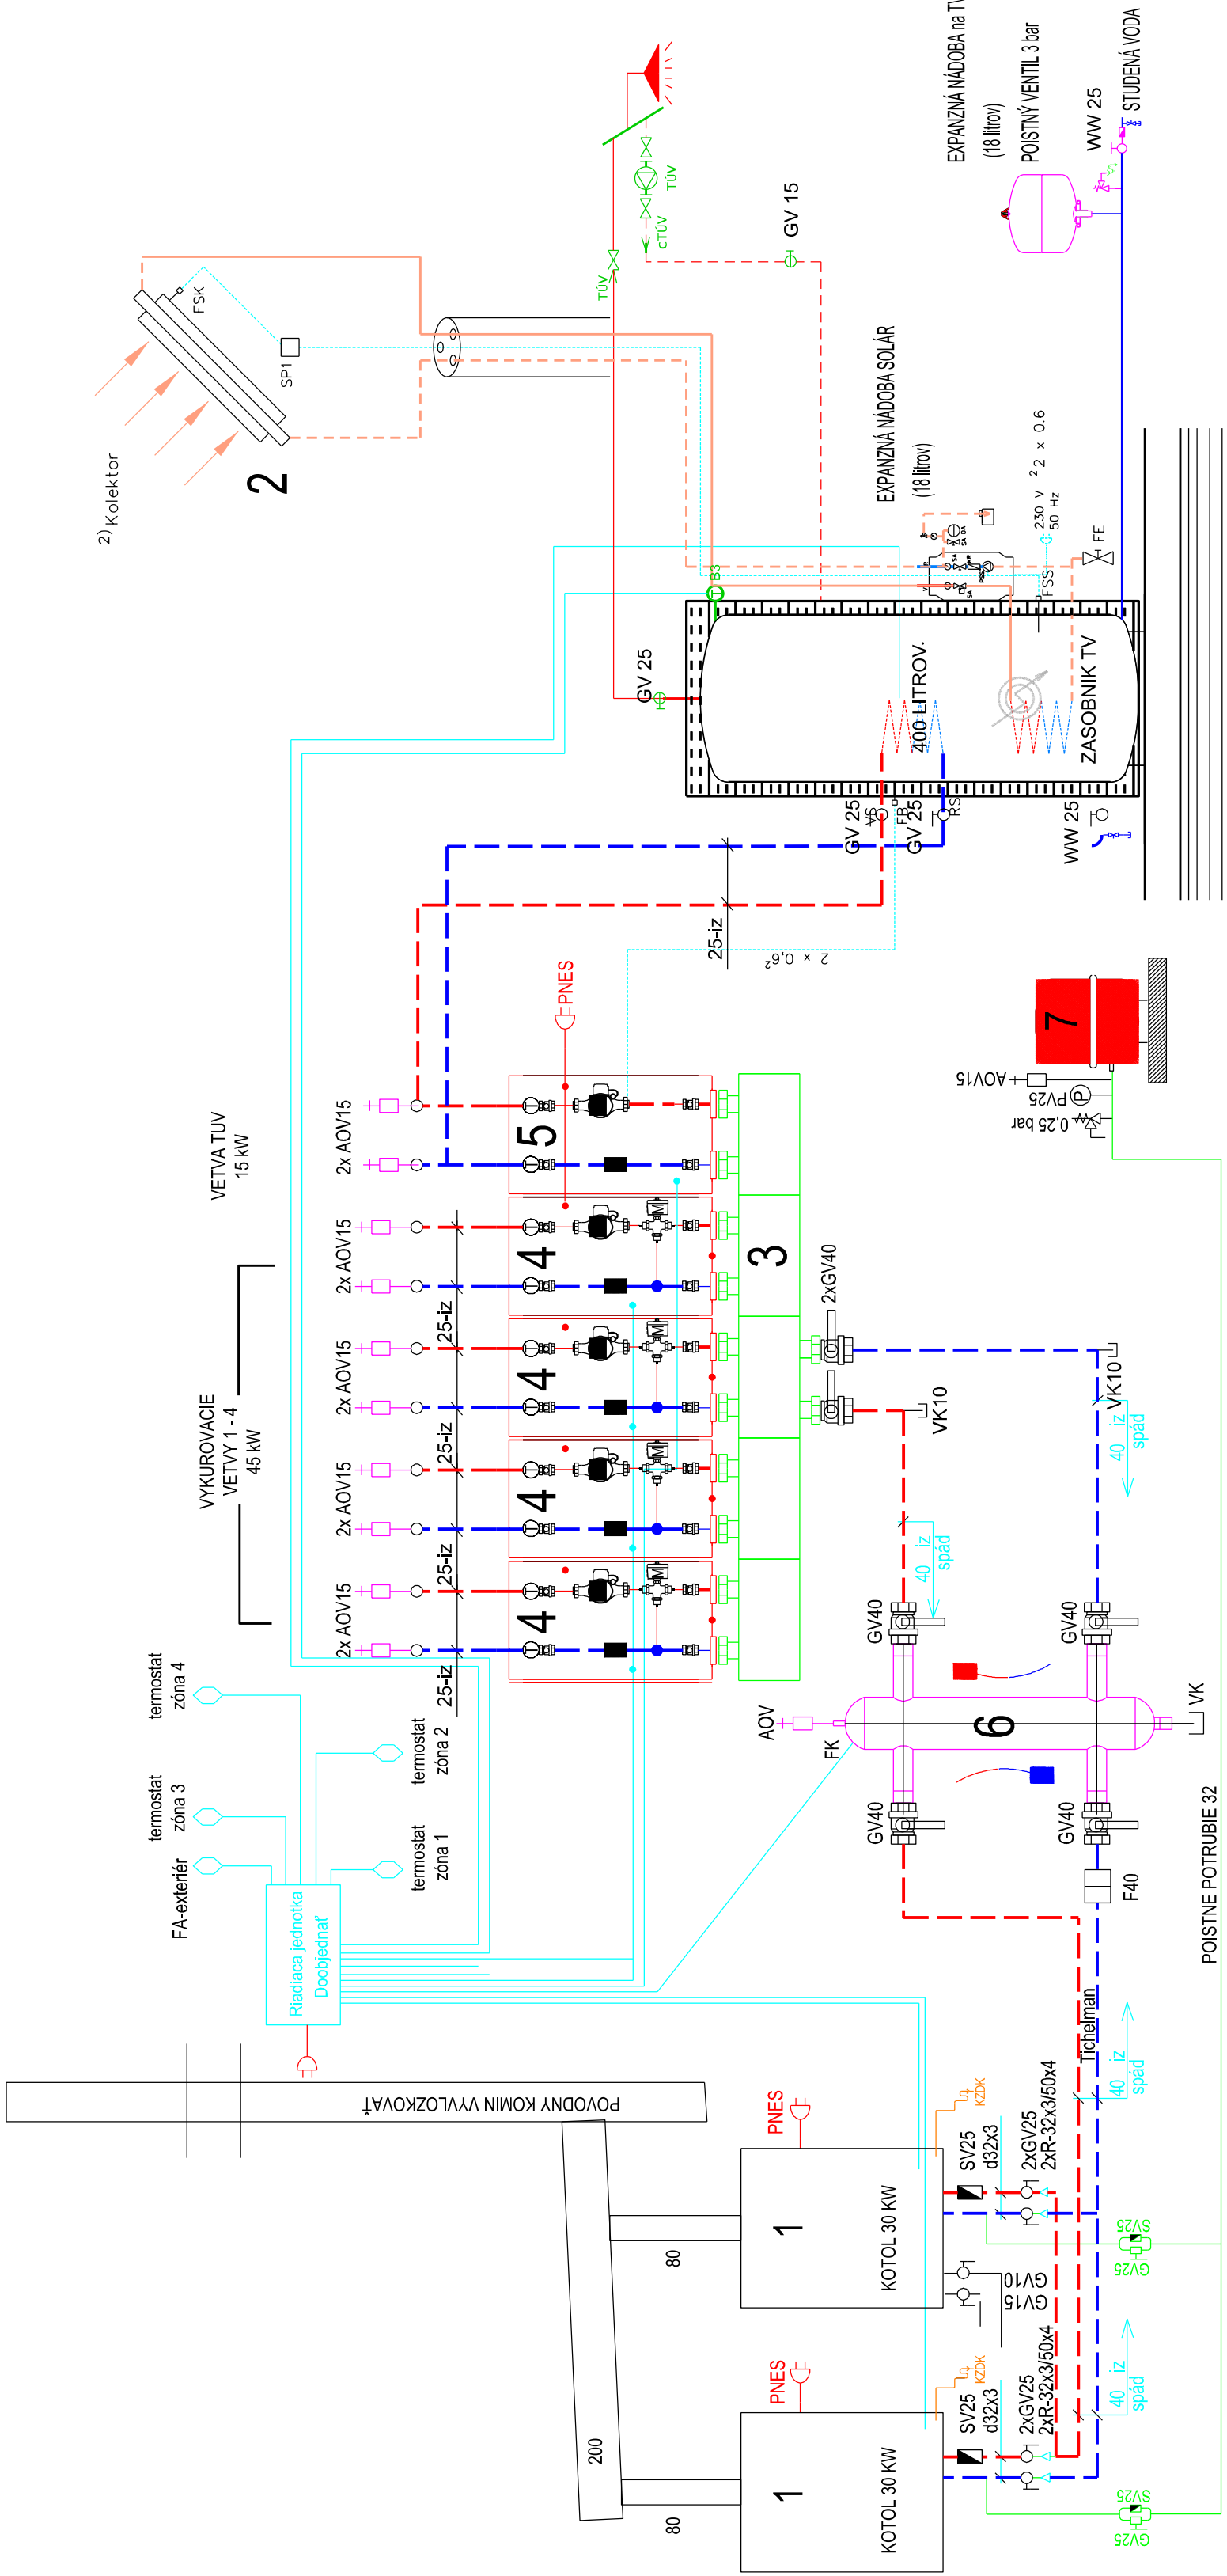 POVODNY KOMIN VYVLOZKOVAŤ
200
80
80
1
KOTOL 30 KW
1
KOTOL 30 KW
PNES
PNES
KZDK
KZDK
SV25
d32x3
2xGV25
2xR-32x3/50x4
SV25
d32x3
2xGV25
2xR-32x3/50x4
GV15
GV10
40 iz
spád
40 iz
spád
Tichelman
GV25
SV25
GV25
SV25
POISTNE POTRUBIE 32
Riadiaca jednotka
Doobjednať
FA-exteriér
termostat
zóna 3
termostat
zóna 4
termostat
zóna 1
termostat
zóna 2
F40
GV40
GV40
GV40
GV40
AOV
FK
6
VK
40 iz
spád
40 iz
spád
VK10
VK10
2xGV40
3
VYKUROVACIE
VETVY 1 - 4
45 kW
VETVA TUV
15 kW
2x AOV15
2x AOV15
2x AOV15
2x AOV15
2x AOV15
25-iz
25-iz
25-iz
25-iz
4
4
4
4
5
M
M
M
M
PNES
25-iz
2 x 0,6²
7
AOV15
PV25
P
0,25 bar
GV 25
VS
FB
GV 25
RS
WW 25
GV 25
400 LITROV.
ZASOBNIK TV
T
B3
FSS
FE
230 V
50 Hz
2 2 x 0.6
V
R
SA
SA
KR
PSS
SA
DA
EXPANZNÁ NÁDOBA SOLÁR
(18 litrov)
2) Kolektor
2
FSK
SP1
TÚV
cTÚV
TÚV
GV 15
EXPANZNÁ NÁDOBA na TV
(18 litrov)
POISTNÝ VENTIL 3 bar
WW 25
STUDENÁ VODA